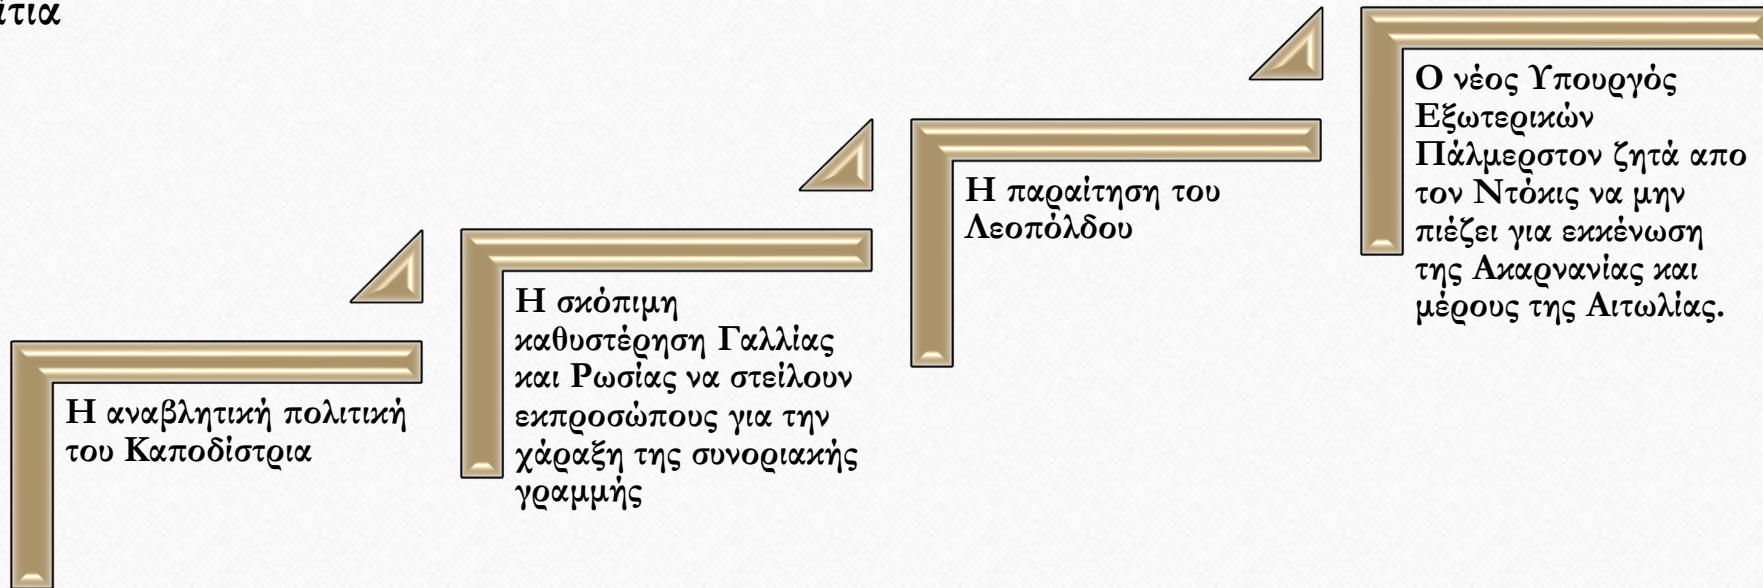 Η αναβλητική πολιτική
του Καποδίστρια
Η σκόπιμη
καθυστέρηση Γαλλίας
και Ρωσίας να στείλουν
εκπροσώπους για την
χάραξη της συνοριακής
γραμμής
Η παραίτηση του
Λεοπόλδου
Ο νέος Υπουργός
Εξωτερικών
Πάλμερστον ζητά απο
τον Ντόκις να μην
πιέζει για εκκένωση
της Ακαρνανίας και
μέρους της Αιτωλίας.